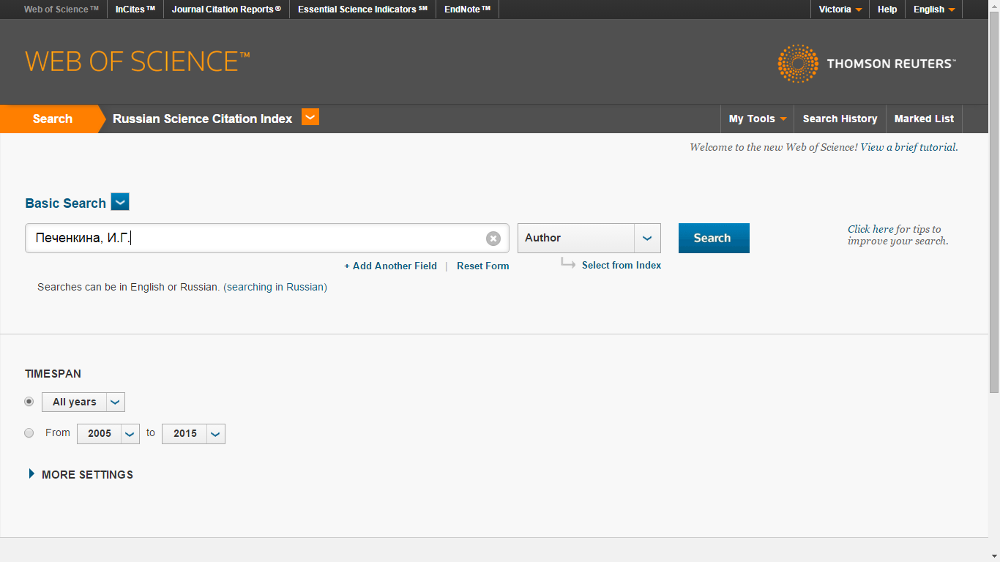 Web of Science™ InCites™ Journal Citation Reports® Essential Science Indicators℠ EndNote™ Victoria Help English
WEB OF SCIENCE™
THOMSON REUTERS™
Search Russian Science Citation Index My Tools Search History Marked List
Welcome to the new Web of Science! View a brief tutorial.
Basic Search
Печенкина, И.Г. Author Search
Click here for tips to
improve your search.
+ Add Another Field | Reset Form Select from Index
Searches can be in English or Russian. (searching in Russian)
TIMESPAN
All years
From 2005 to 2015
MORE SETTINGS